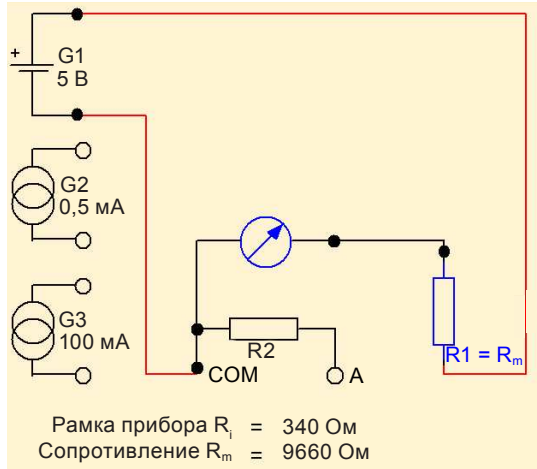 +
G1
5 В
G2
0,5 мА
G3
100 мА
R2
COM
A
R1 = Rm
Рамка прибора Ri = 340 Ом
Сопротивление Rm = 9660 Ом